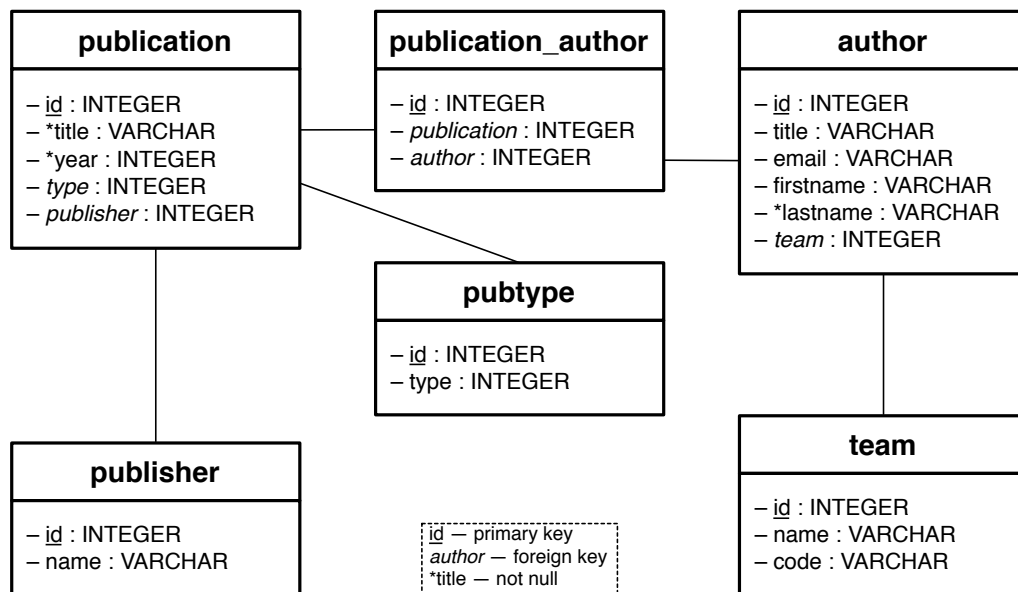 publication
– id : INTEGER
– *title : VARCHAR
– *year : INTEGER
– type : INTEGER
– publisher : INTEGER
publication_author
– id : INTEGER
– publication : INTEGER
– author : INTEGER
author
– id : INTEGER
– title : VARCHAR
– email : VARCHAR
– firstname : VARCHAR
– *lastname : VARCHAR
– team : INTEGER
pubtype
– id : INTEGER
– type : INTEGER
publisher
– id : INTEGER
– name : VARCHAR
id — primary key
author — foreign key
*title — not null
team
– id : INTEGER
– name : VARCHAR
– code : VARCHAR